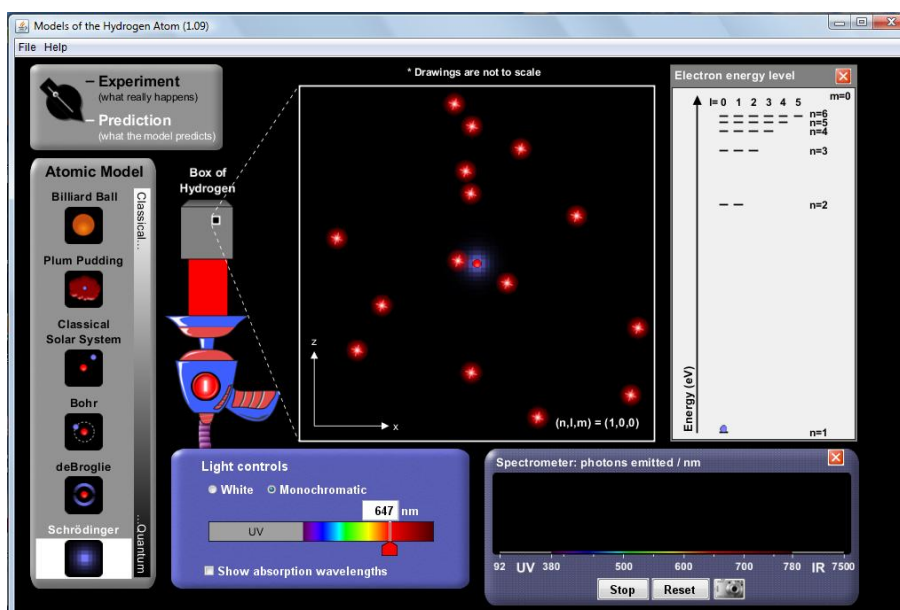 Models of the Hydrogen Atom (1.09)
File Help
Experiment
(what really happens)
Prediction
(what the model predicts)
Atomic Model
Billiard Ball
Plum Pudding
Classical
Solar System
Bohr
deBroglie
Schrödinger
Classical...
...Quantum
Box of
Hydrogen
* Drawings are not to scale
z
x
(n,l,m) = (1,0,0)
Electron energy level
m=0
l= 0 1 2 3 4 5
n=6
n=5
n=4
n=3
n=2
n=1
Energy (eV)
Light controls
White Monochromatic
647 nm
UV
Show absorption wavelengths
Spectrometer: photons emitted / nm
92 UV 380 500 600 700 780 IR 7500
Stop Reset